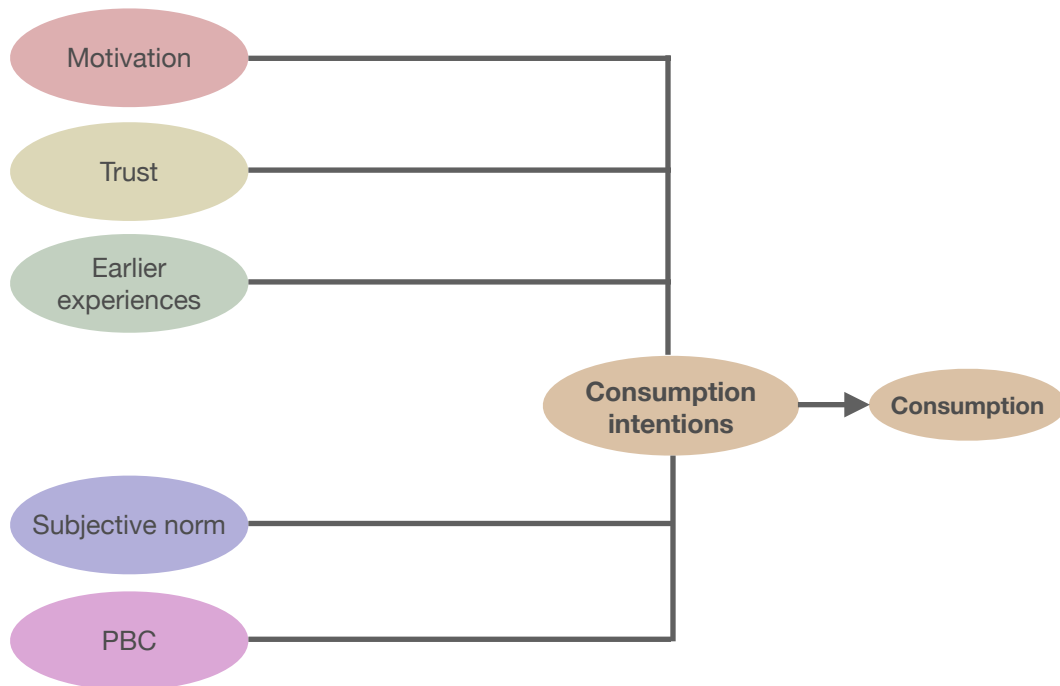 Motivation
Trust
Earlier
experiences
Consumption
intentions
Consumption
Subjective norm
PBC